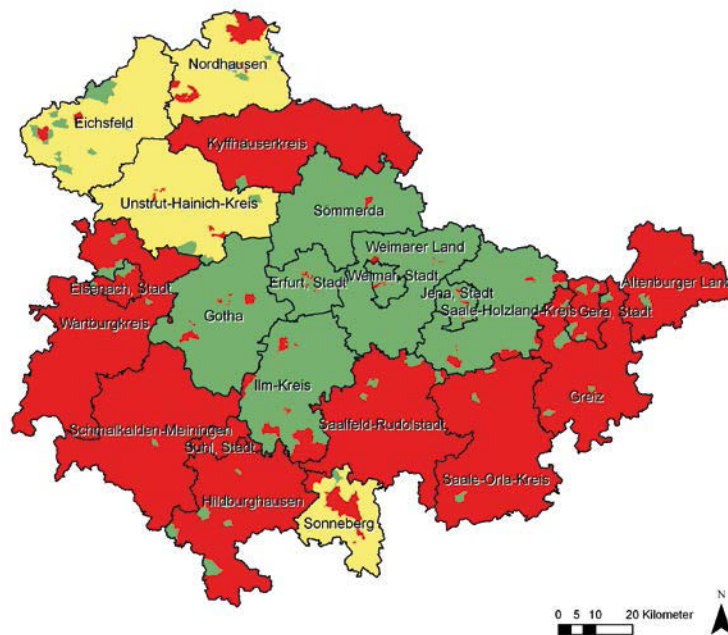 Nordhausen
Eichsfeld
Kyffhäuserkreis
Unstrut-Hainich-Kreis
Sömmerda
Weimarer Land
Eisenach, Stadt
Erfurt, Stadt
Weimar, Stadt
Jena, Stadt
Altenburger Land
Wartburgkreis
Gotha
Saale-Holzland-Kreis
Gera, Stadt
Ilm-Kreis
Greiz
Schmalkalden-Meiningen
Suhl, Stadt
Saalfeld-Rudolstadt
Saale-Orla-Kreis
Hildburghausen
Sonneberg
N
0 5 10 20 Kilometer